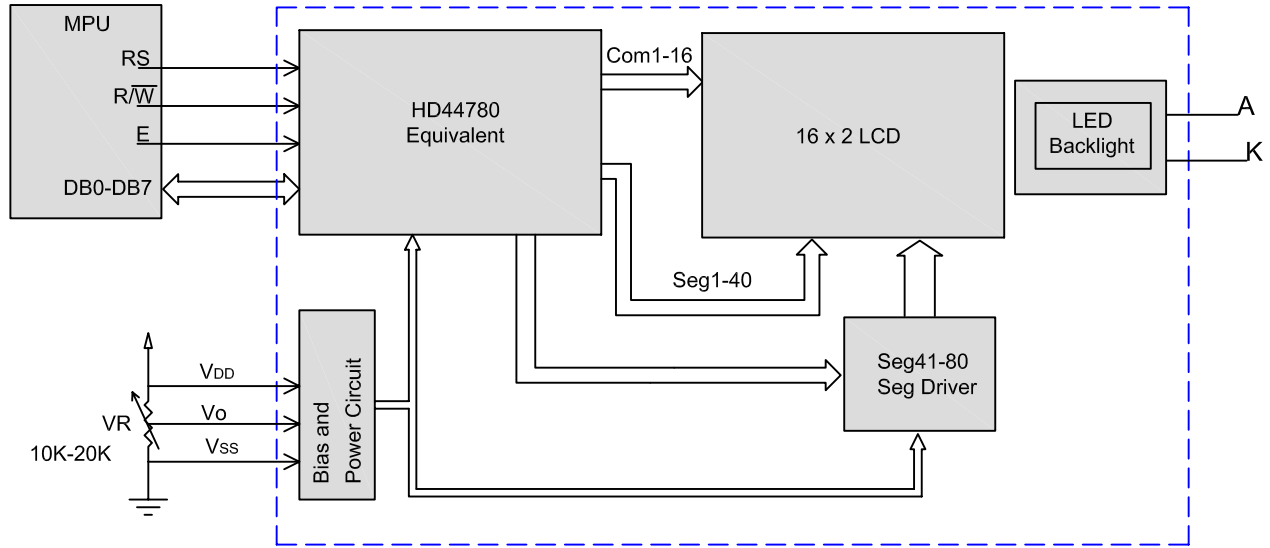 MPU
RS
R/W̅
E
DB0-DB7
HD44780
Equivalent
Com1-16
16 x 2 LCD
LED
Backlight
A
K
Seg1-40
Seg41-80
Seg Driver
VDD
Vo
VR
VSS
10K-20K
Bias and
Power Circuit